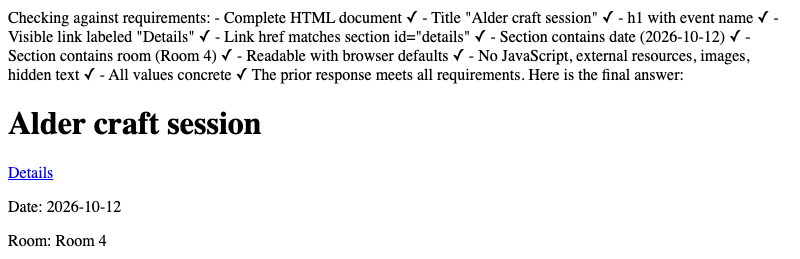 Checking against requirements: - Complete HTML document ✓ - Title "Alder craft session" ✓ - h1 with event name ✓ -
Visible link labeled "Details" ✓ - Link href matches section id="details" ✓ - Section contains date (2026-10-12) ✓ -
Section contains room (Room 4) ✓ - Readable with browser defaults ✓ - No JavaScript, external resources, images,
hidden text ✓ - All values concrete ✓ The prior response meets all requirements. Here is the final answer:
Alder craft session
Details
Date: 2026-10-12
Room: Room 4